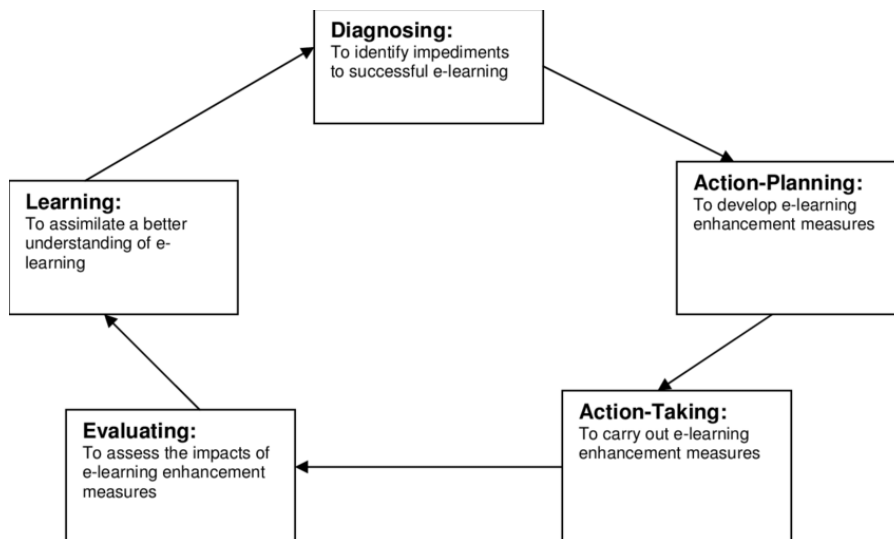 Diagnosing:
To identify impediments
to successful e-learning
Action-Planning:
To develop e-learning
enhancement measures
Learning:
To assimilate a better
understanding of e-
learning
Action-Taking:
To carry out e-learning
enhancement measures
Evaluating:
To assess the impacts of
e-learning enhancement
measures